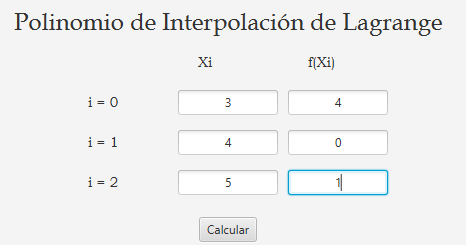 Polinomio de Interpolación de Lagrange
Xi f(Xi)
i = 0 3 4
i = 1 4 0
i = 2 5 1
Calcular